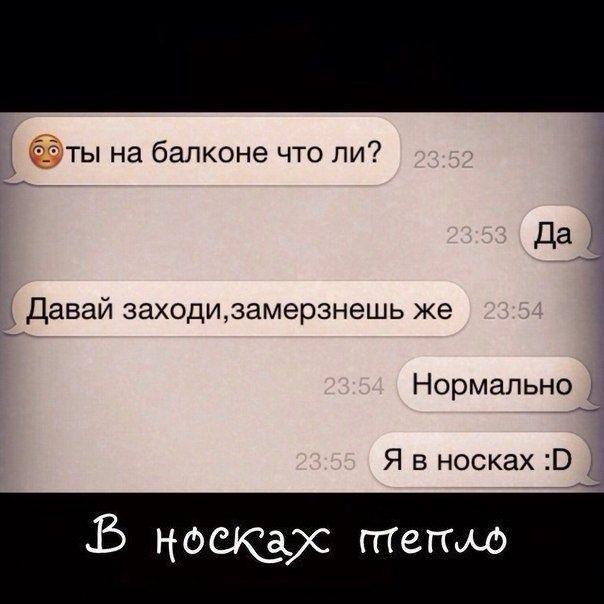 😳ты на балконе что ли? 23:52
23:53 Да
Давай заходи,замерзнешь же 23:54
23:54 Нормально
23:55 Я в носках :D
В носках тепло